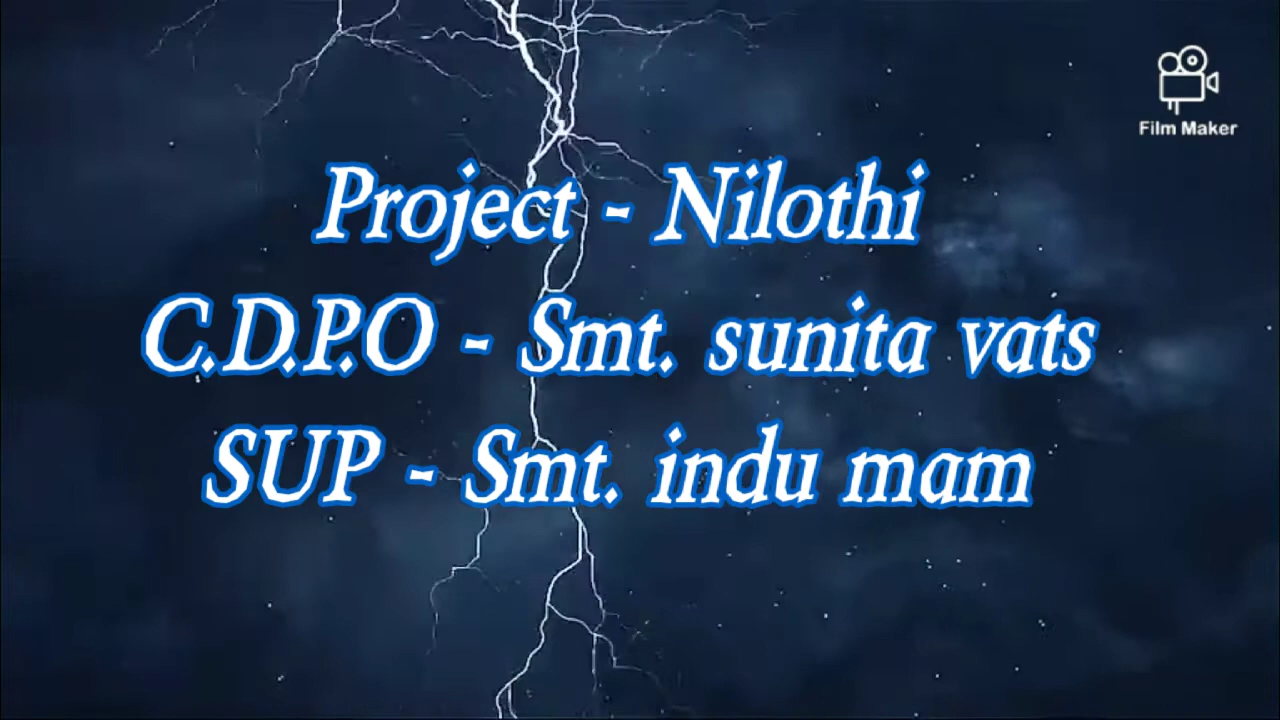 Film Maker
Project - Nilothi
C.D.P.O - Smt. sunita vats
SUP - Smt. indu mam